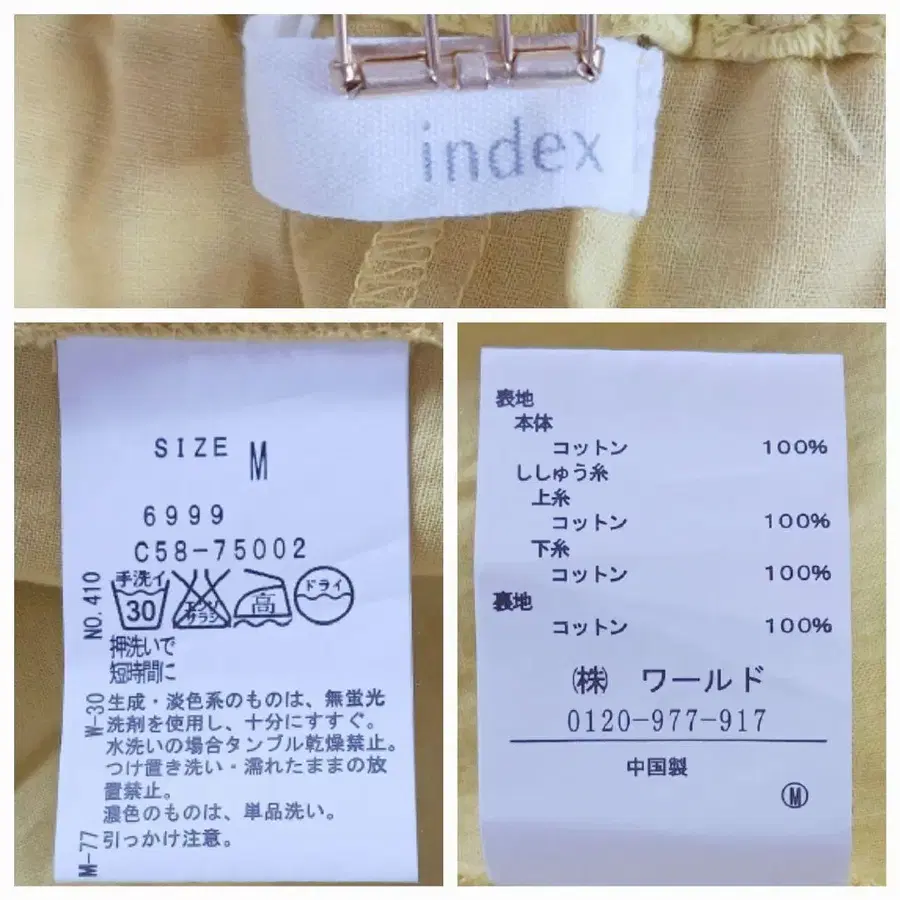 index
SIZE M
6999
C58-75002
手洗イ
30
エンソ
サラシ
高
ドライ
NO.410
押洗いで
短時間に
W-30
生成・淡色系のものは、無蛍光
洗剤を使用し、十分にすすぐ。
水洗いの場合タンブル乾燥禁止。
つけ置き洗い・濡れたままの放
置禁止。
濃色のものは、単品洗い。
M-77
引っかけ注意。
表地
本体
コットン 100%
ししゅう糸
上糸
コットン 100%
下糸
コットン 100%
裏地
コットン 100%
㈱ ワールド
0120-977-917
中国製
Ⓜ